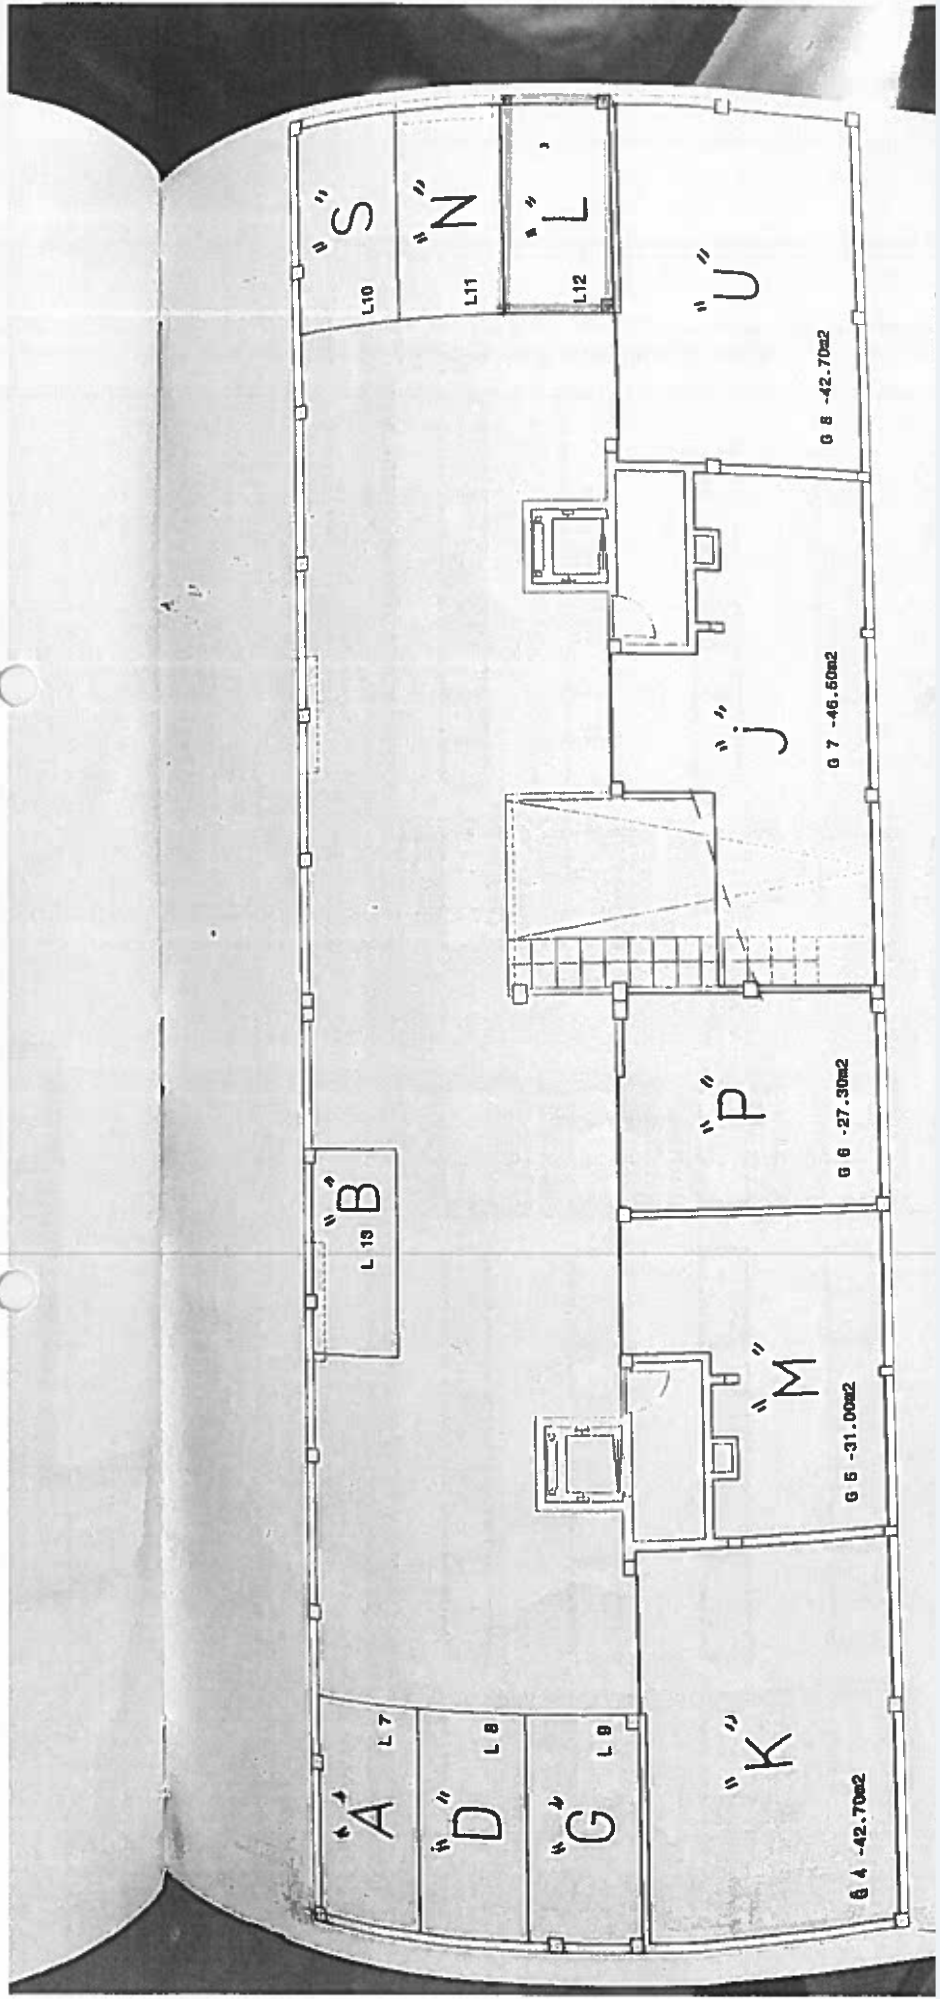 "S"
L10
"N"
L11
"L"
L12
"U"
G 8 -42.70m2
"j"
G 7 -46.50m2
"P"
G 6 -27.30m2
"B"
L 13
"M"
G 5 -31.00m2
"A"
L 7
"D"
L 8
"G"
L 9
"K"
G 4 -42.70m2